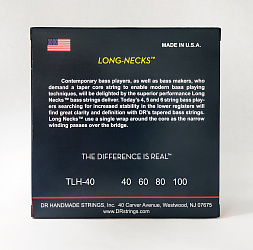 MADE IN U.S.A.
LONG-NECKS™
Contemporary bass players, as well as bass makers, who
demand a taper core string to enable modern bass playing
techniques, will be delighted by the superior performance Long
Necks™ bass strings deliver. Today's 4, 5 and 6 string bass play-
ers searching for increased stability in the lower registers will
find great clarity and definition with DR's tapered bass strings.
Long Necks™ use a single wrap around the core as the narrow
winding passes over the bridge.
THE DIFFERENCE IS REAL™
TLH-40 40 60 80 100
DR HANDMADE STRINGS, Inc. 40 Carver Avenue, Westwood, NJ 07675
www.DRstrings.com